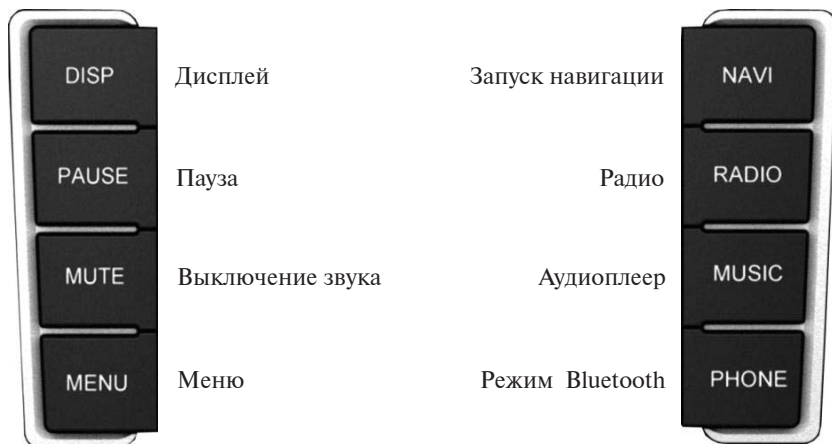 DISP Дисплей Запуск навигации NAVI
PAUSE Пауза Радио RADIO
MUTE Выключение звука Аудиоплеер MUSIC
MENU Меню Режим Bluetooth PHONE